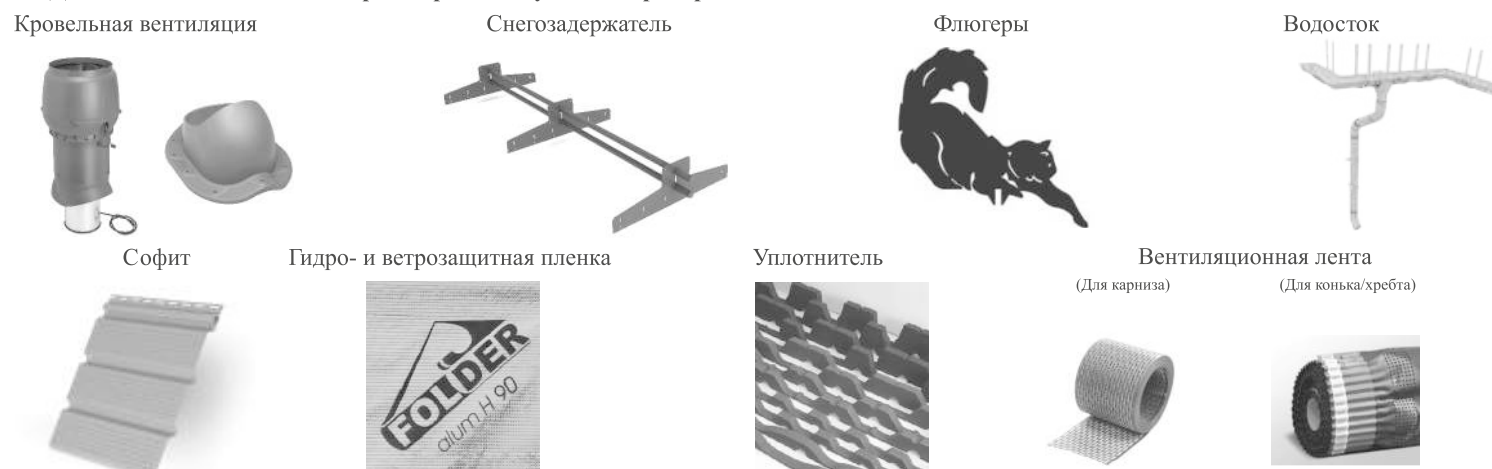 Кровельная вентиляция
Снегозадержатель
Флюгеры
Водосток
Софит
Гидро- и ветрозащитная пленка
Уплотнитель
Вентиляционная лента
(Для карниза)
(Для конька/хребта)
FOLDER
alum H 90